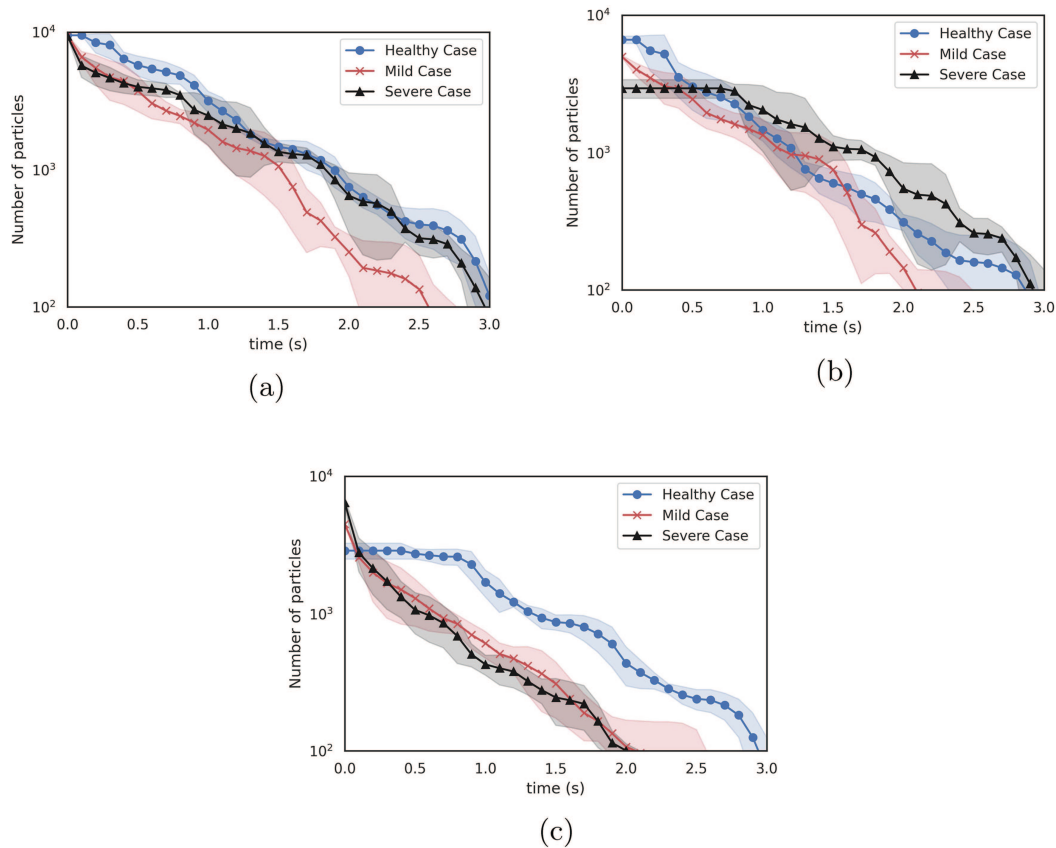 10^4
10^3
10^2
Number of particles
Healthy Case
Mild Case
Severe Case
0.0 0.5 1.0 1.5 2.0 2.5 3.0
time (s)
(a)
10^4
10^3
10^2
Number of particles
Healthy Case
Mild Case
Severe Case
0.0 0.5 1.0 1.5 2.0 2.5 3.0
time (s)
(b)
10^4
10^3
10^2
Number of particles
Healthy Case
Mild Case
Severe Case
0.0 0.5 1.0 1.5 2.0 2.5 3.0
time (s)
(c)